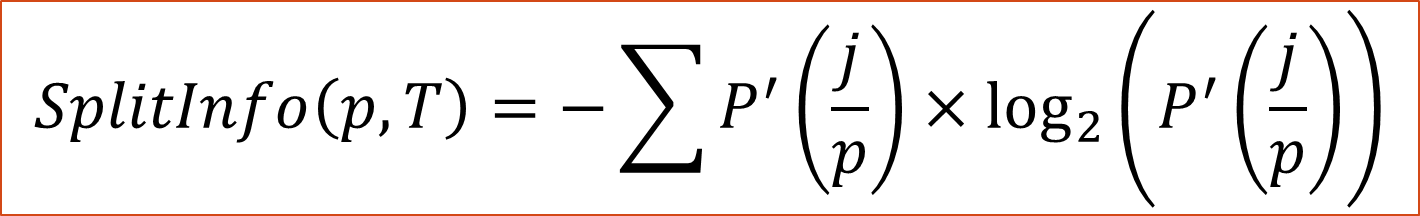 SplitInfo(p, T) = −∑ P′(j/p) × log₂(P′(j/p))